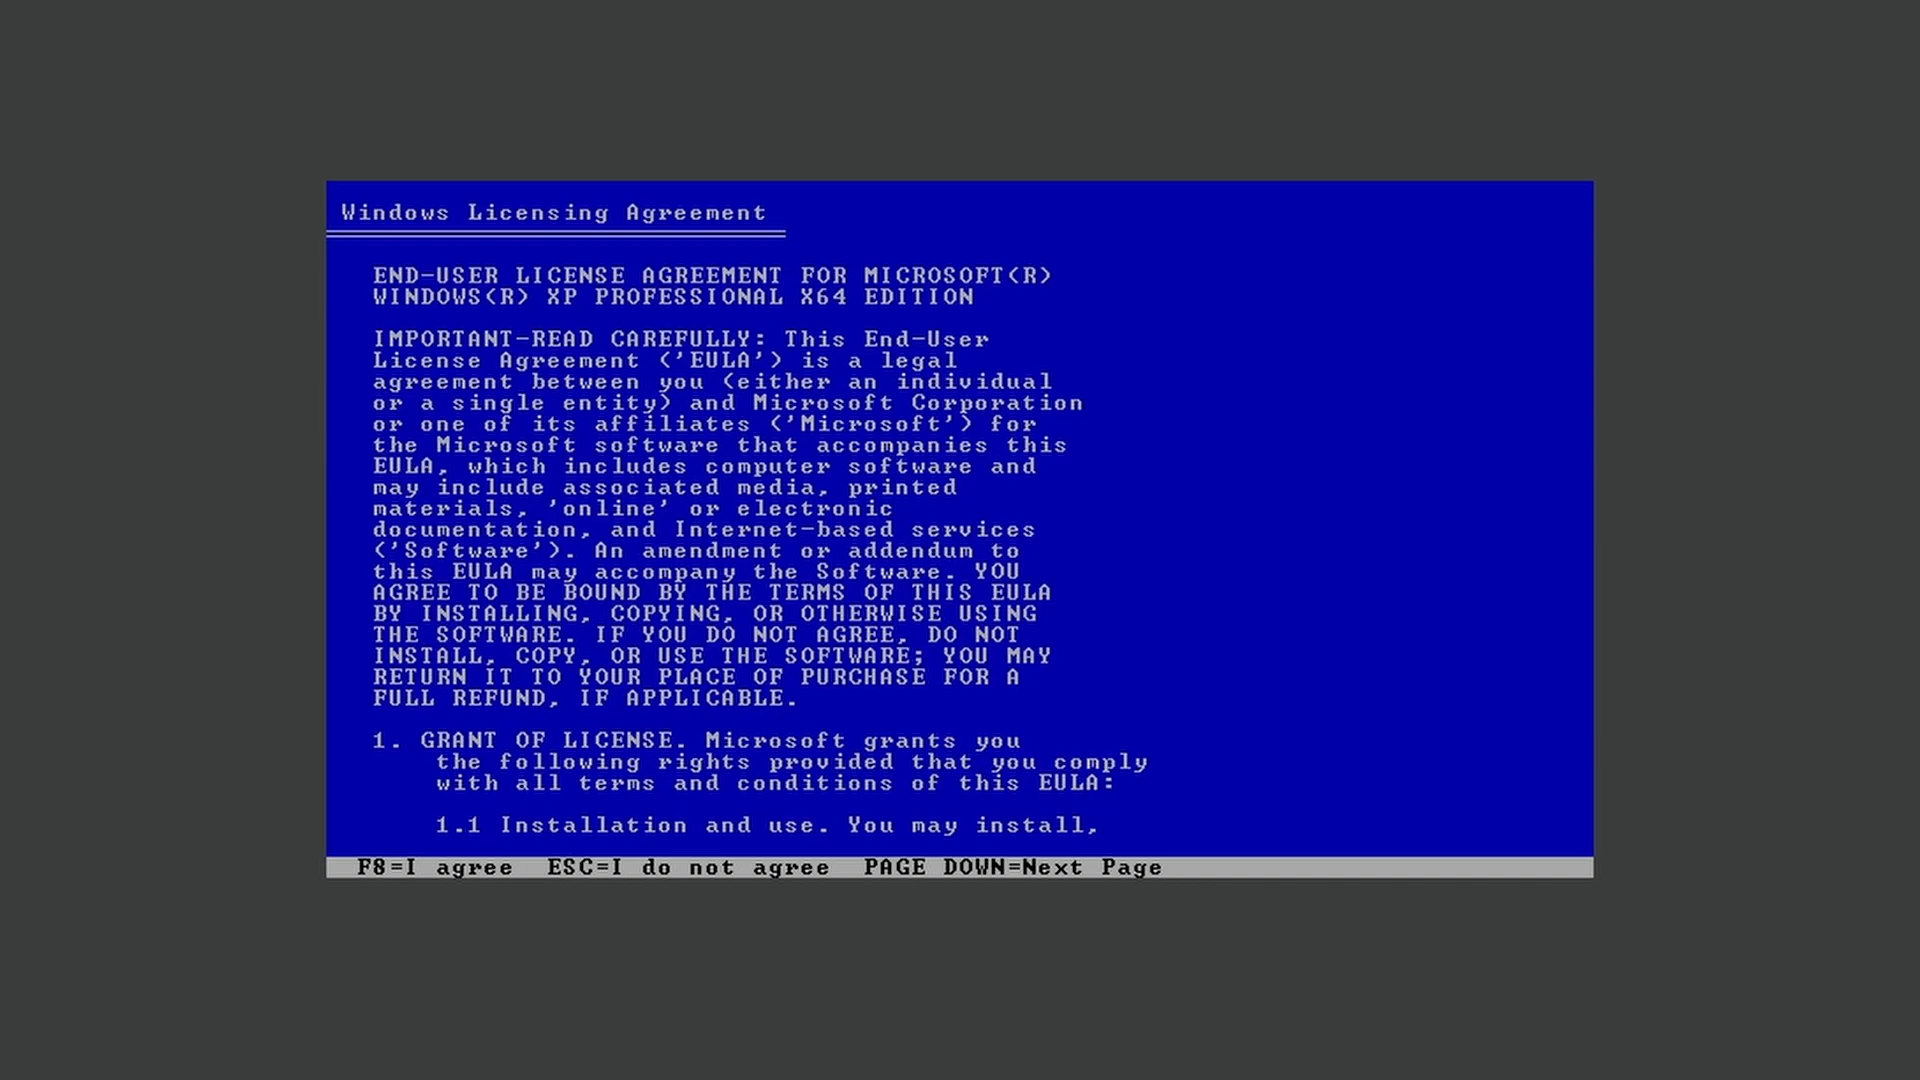 Windows Licensing Agreement
END-USER LICENSE AGREEMENT FOR MICROSOFT(R)
WINDOWS(R) XP PROFESSIONAL X64 EDITION
IMPORTANT-READ CAREFULLY: This End-User
License Agreement ('EULA') is a legal
agreement between you (either an individual
or a single entity) and Microsoft Corporation
or one of its affiliates ('Microsoft') for
the Microsoft software that accompanies this
EULA, which includes computer software and
may include associated media, printed
materials, 'online' or electronic
documentation, and Internet-based services
('Software'). An amendment or addendum to
this EULA may accompany the Software. YOU
AGREE TO BE BOUND BY THE TERMS OF THIS EULA
BY INSTALLING, COPYING, OR OTHERWISE USING
THE SOFTWARE. IF YOU DO NOT AGREE, DO NOT
INSTALL, COPY, OR USE THE SOFTWARE; YOU MAY
RETURN IT TO YOUR PLACE OF PURCHASE FOR A
FULL REFUND, IF APPLICABLE.
1. GRANT OF LICENSE. Microsoft grants you
the following rights provided that you comply
with all terms and conditions of this EULA:
1.1 Installation and use. You may install,
F8=I agree ESC=I do not agree PAGE DOWN=Next Page